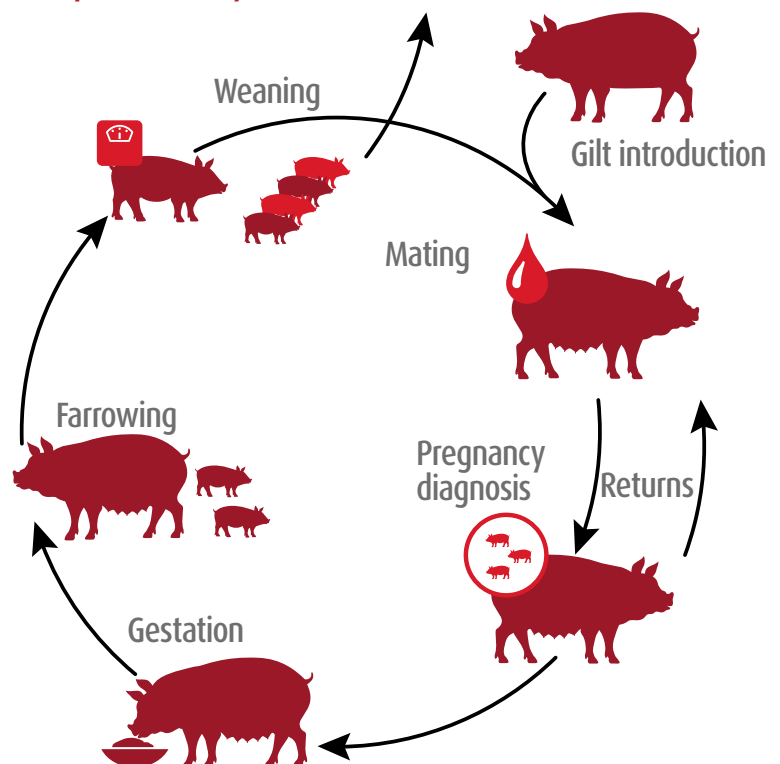 Weaning
Gilt introduction
Mating
Farrowing
Pregnancy
diagnosis
Returns
Gestation